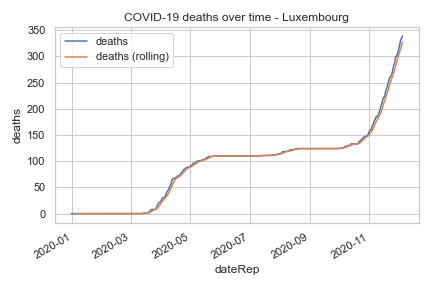 COVID-19 deaths over time - Luxembourg
deaths
deaths (rolling)
350
300
250
200
150
100
50
0
deaths
2020-01
2020-03
2020-05
2020-07
2020-09
2020-11
dateRep